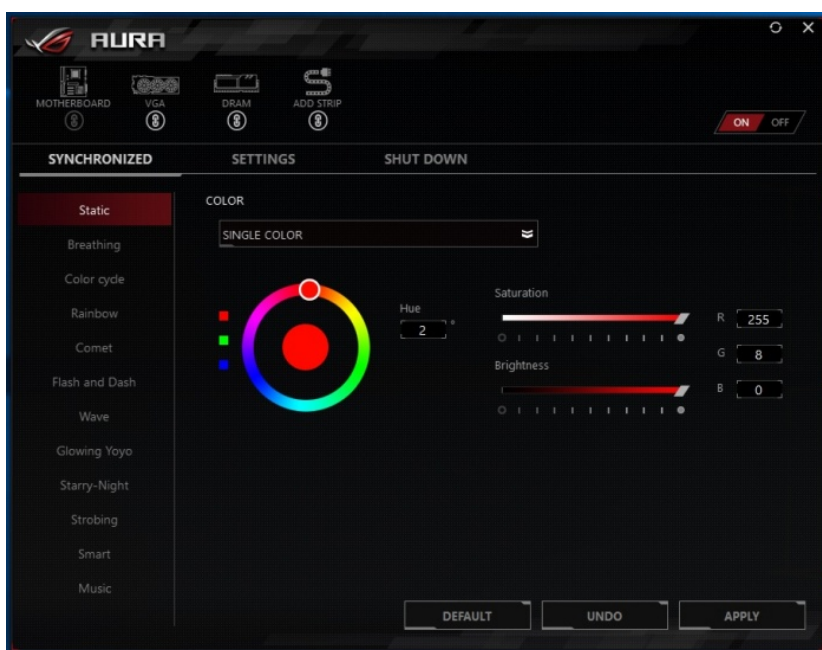 AURA
MOTHERBOARD VGA DRAM ADD STRIP
ON OFF
SYNCHRONIZED SETTINGS SHUT DOWN
Static
Breathing
Color cycle
Rainbow
Comet
Flash and Dash
Wave
Glowing Yoyo
Starry-Night
Strobing
Smart
Music
COLOR
SINGLE COLOR
Hue
2 °
Saturation
Brightness
R 255
G 8
B 0
DEFAULT UNDO APPLY